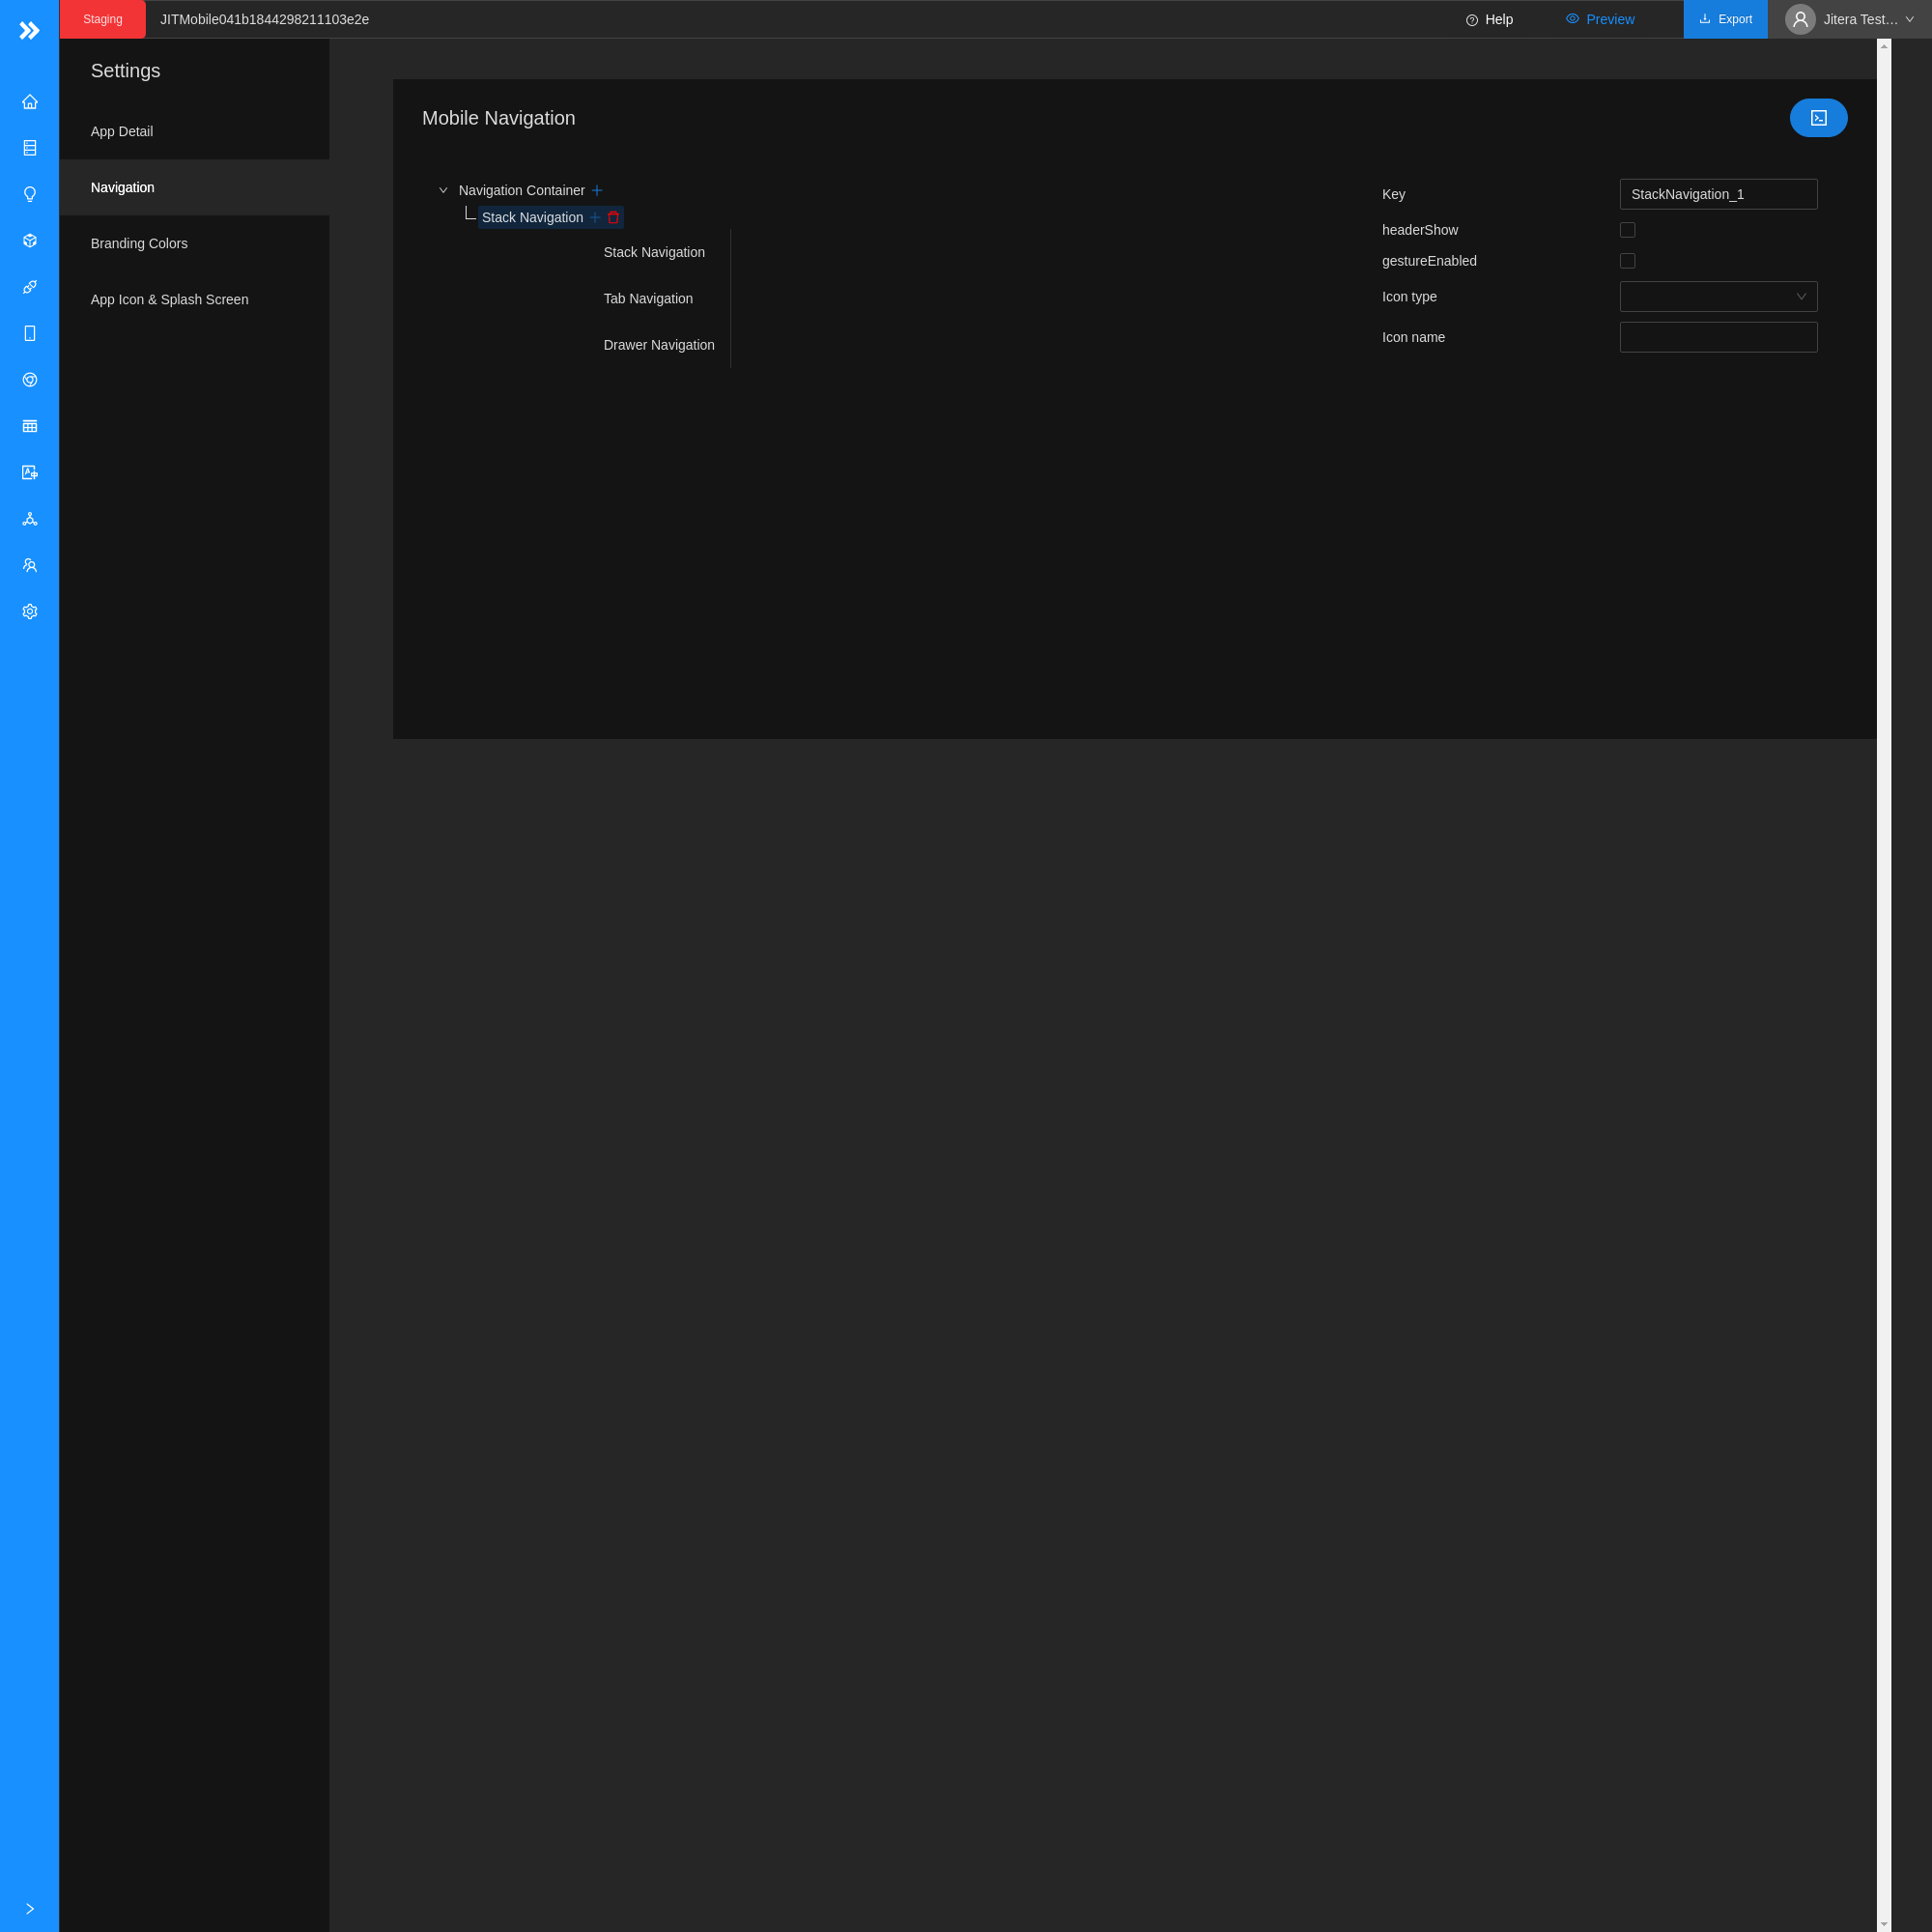 Staging
JITMobile041b1844298211103e2e
Help
Preview
Export
Jitera Test...
Settings
App Detail
Navigation
Branding Colors
App Icon & Splash Screen
Mobile Navigation
Navigation Container
Stack Navigation
Stack Navigation
Tab Navigation
Drawer Navigation
Key
StackNavigation_1
headerShow
gestureEnabled
Icon type
Icon name